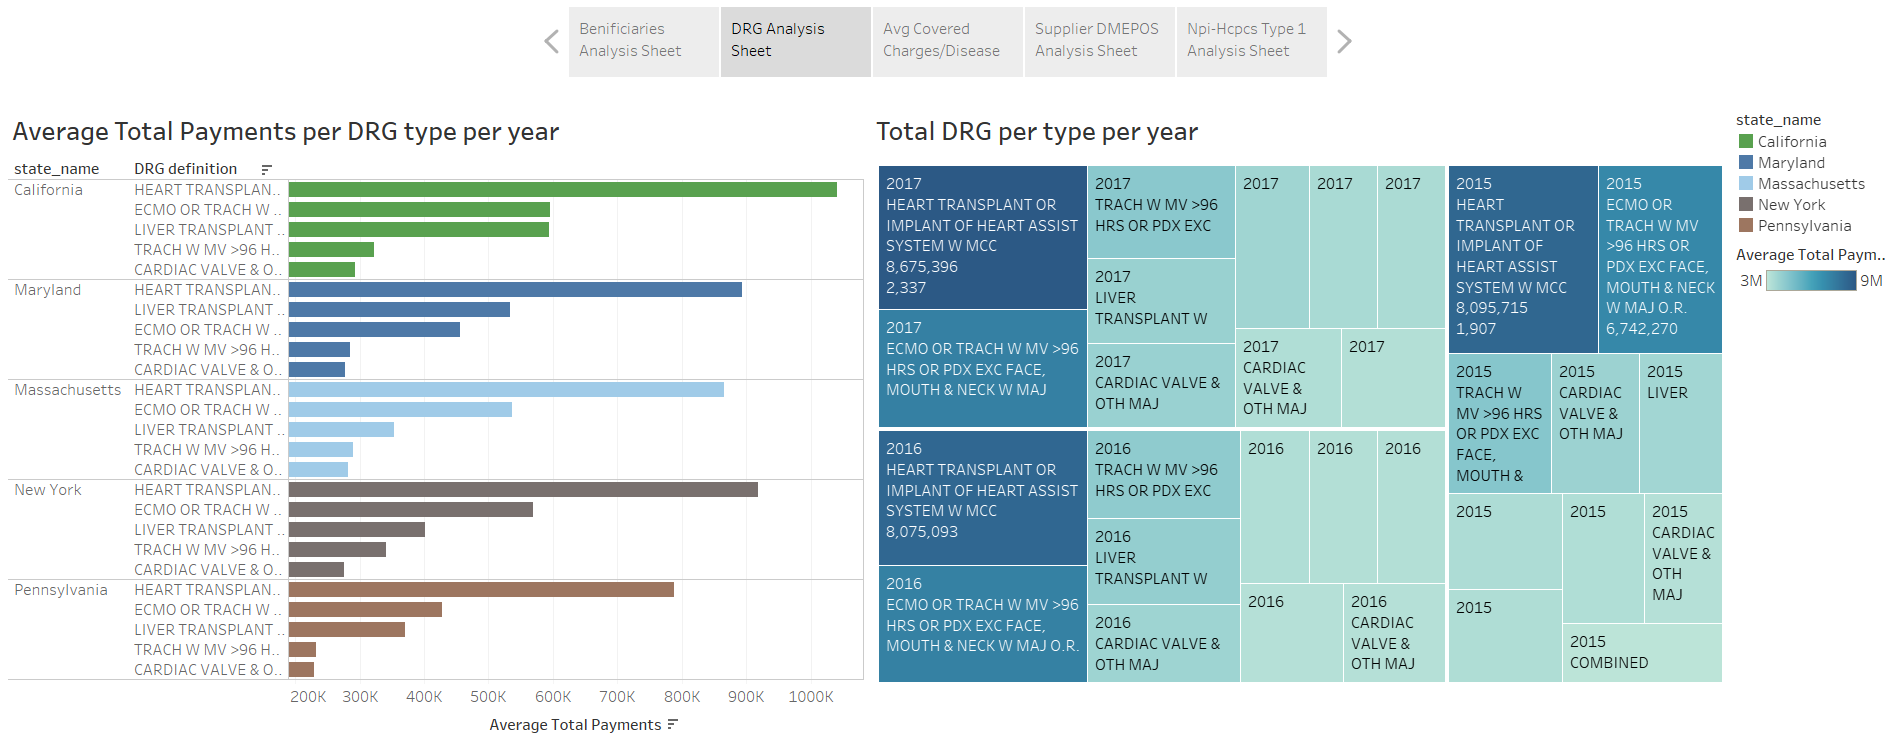 Benificiaries
Analysis Sheet
DRG Analysis
Sheet
Avg Covered
Charges/Disease
Supplier DMEPOS
Analysis Sheet
Npi-Hcpcs Type 1
Analysis Sheet
Average Total Payments per DRG type per year
state_name
DRG definition
California
HEART TRANSPLAN..
ECMO OR TRACH W ..
LIVER TRANSPLANT ..
TRACH W MV >96 H..
CARDIAC VALVE & O..
Maryland
HEART TRANSPLAN..
LIVER TRANSPLANT ..
ECMO OR TRACH W ..
TRACH W MV >96 H..
CARDIAC VALVE & O..
Massachusetts
HEART TRANSPLAN..
ECMO OR TRACH W ..
LIVER TRANSPLANT ..
TRACH W MV >96 H..
CARDIAC VALVE & O..
New York
HEART TRANSPLAN..
ECMO OR TRACH W ..
LIVER TRANSPLANT ..
TRACH W MV >96 H..
CARDIAC VALVE & O..
Pennsylvania
HEART TRANSPLAN..
ECMO OR TRACH W ..
LIVER TRANSPLANT ..
TRACH W MV >96 H..
CARDIAC VALVE & O..
200K 300K 400K 500K 600K 700K 800K 900K 1000K
Average Total Payments
Total DRG per type per year
2017
HEART TRANSPLANT OR
IMPLANT OF HEART ASSIST
SYSTEM W MCC
8,675,396
2,337
2017
ECMO OR TRACH W MV >96
HRS OR PDX EXC FACE,
MOUTH & NECK W MAJ
2017
TRACH W MV >96
HRS OR PDX EXC
2017
LIVER
TRANSPLANT W
2017
CARDIAC VALVE &
OTH MAJ
2017
2017
2017
2017
CARDIAC
VALVE &
OTH MAJ
2017
2016
HEART TRANSPLANT OR
IMPLANT OF HEART ASSIST
SYSTEM W MCC
8,075,093
2016
ECMO OR TRACH W MV >96
HRS OR PDX EXC FACE,
MOUTH & NECK W MAJ O.R.
2016
TRACH W MV >96
HRS OR PDX EXC
2016
LIVER
TRANSPLANT W
2016
CARDIAC VALVE &
OTH MAJ
2016
2016
2016
2016
2016
CARDIAC
VALVE &
OTH MAJ
2015
HEART
TRANSPLANT OR
IMPLANT OF
HEART ASSIST
SYSTEM W MCC
8,095,715
1,907
2015
ECMO OR
TRACH W MV
>96 HRS OR
PDX EXC FACE,
MOUTH & NECK
W MAJ O.R.
6,742,270
2015
TRACH W
MV >96 HRS
OR PDX EXC
FACE,
MOUTH &
2015
CARDIAC
VALVE &
OTH MAJ
2015
LIVER
2015
2015
2015
2015
CARDIAC
VALVE &
OTH
MAJ
2015
COMBINED
state_name
California
Maryland
Massachusetts
New York
Pennsylvania
Average Total Paym..
3M 9M